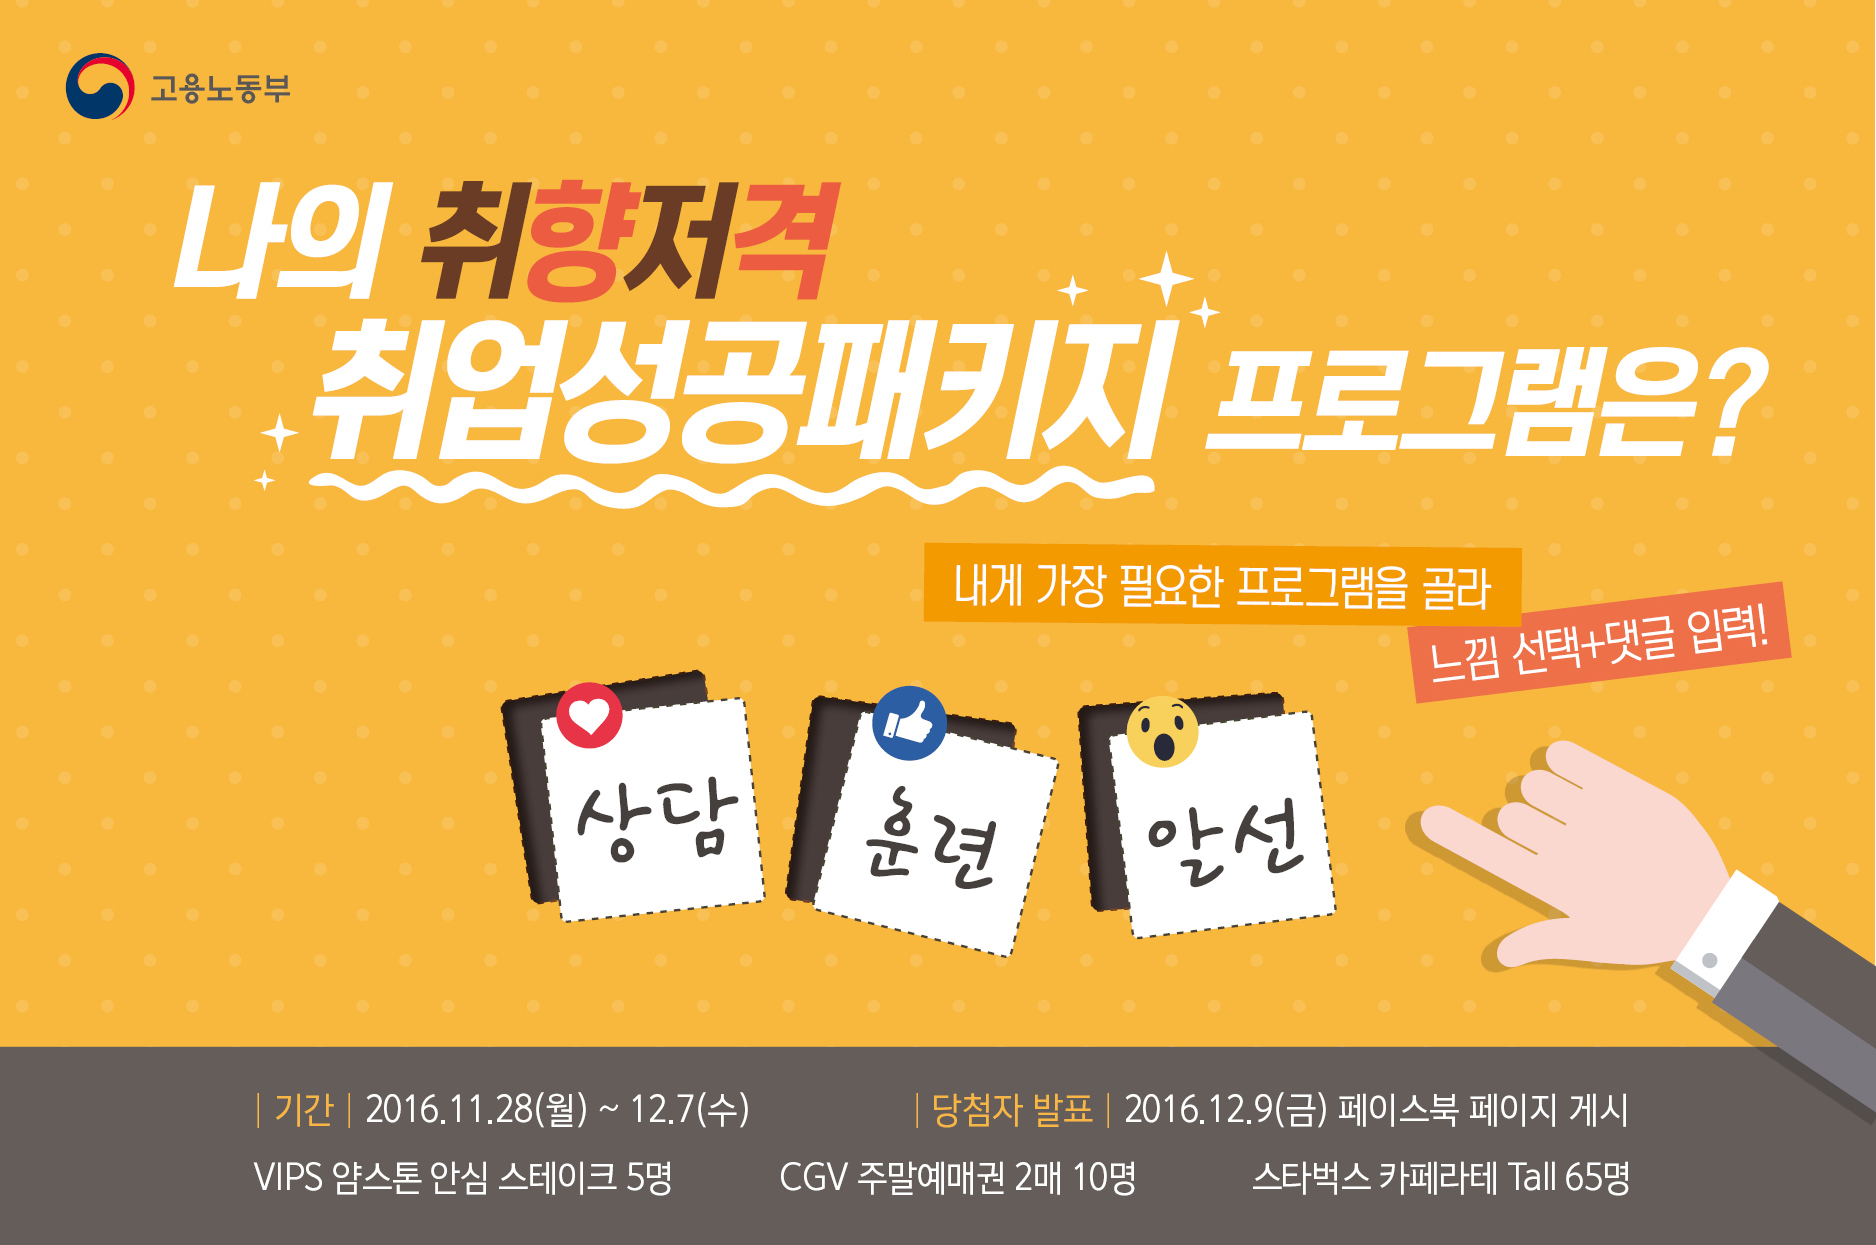 고용노동부
나의 취향저격
취업성공패키지 프로그램은?
내게 가장 필요한 프로그램을 골라
느낌 선택+댓글 입력!
상담
훈련
알선
| 기간 | 2016.11.28(월) ~ 12.7(수)
| 당첨자 발표 | 2016.12.9(금) 페이스북 페이지 게시
VIPS 얌스톤 안심 스테이크 5명
CGV 주말예매권 2매 10명
스타벅스 카페라테 Tall 65명